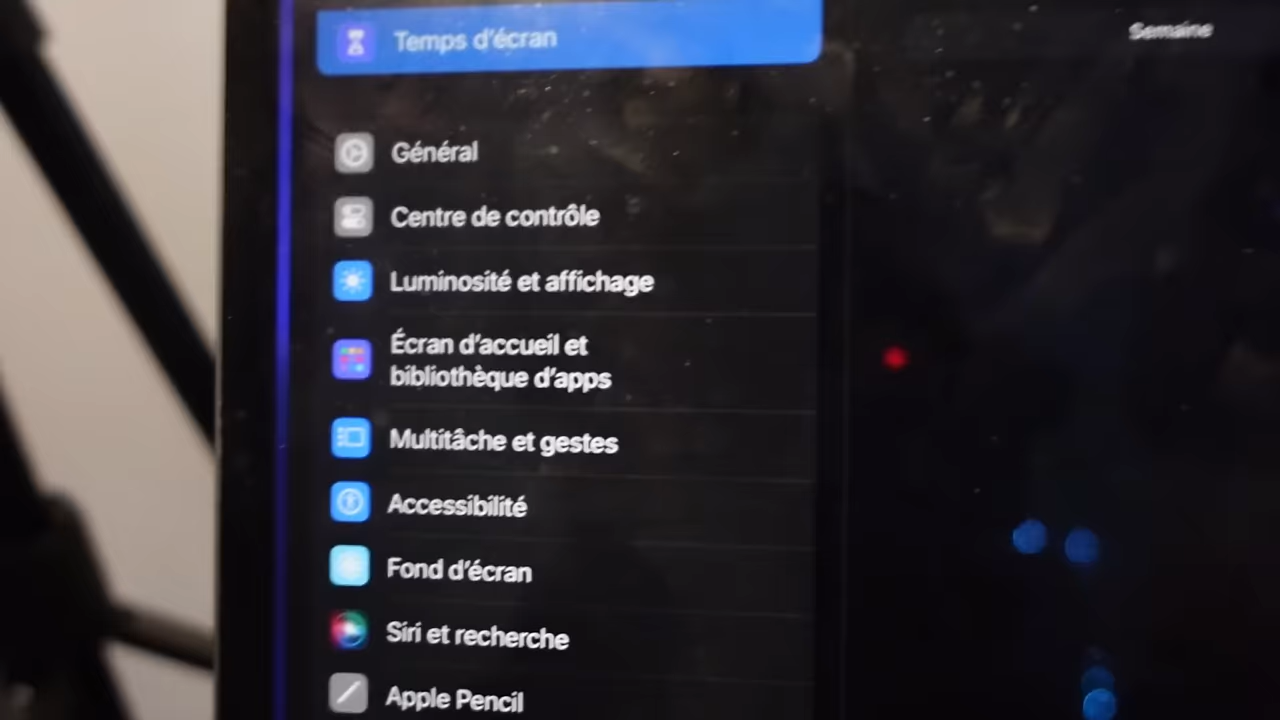 Temps d'écran
Semaine
Général
Centre de contrôle
Luminosité et affichage
Écran d'accueil et
bibliothèque d'apps
Multitâche et gestes
Accessibilité
Fond d'écran
Siri et recherche
Apple Pencil